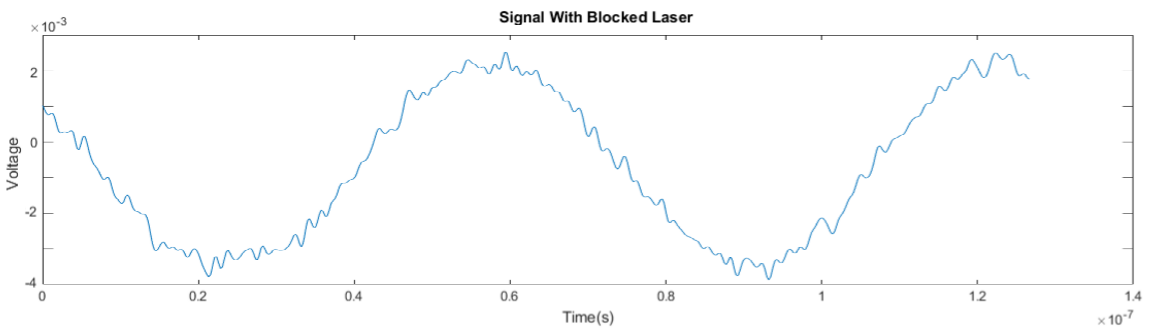 Signal With Blocked Laser
×10⁻³
2
0
-2
-4
Voltage
0 0.2 0.4 0.6 0.8 1 1.2 1.4
Time(s)
×10⁻⁷